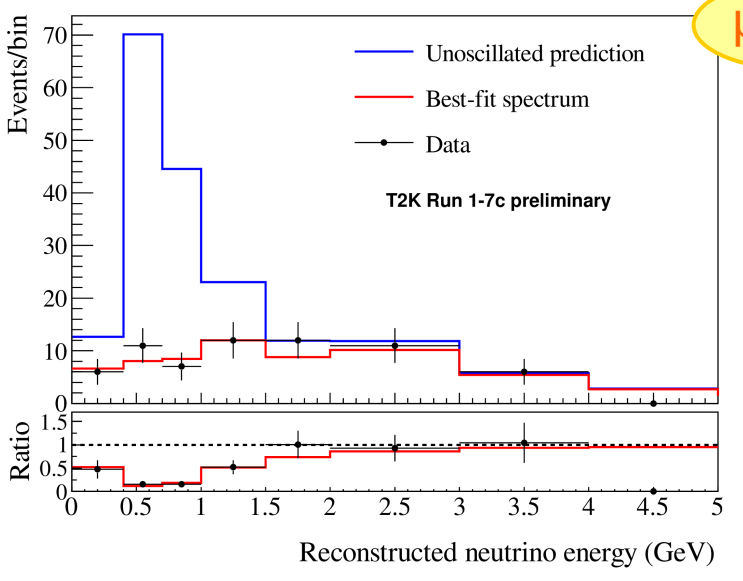 Events/bin
70
60
50
40
30
20
10
0
Unoscillated prediction
Best-fit spectrum
Data
T2K Run 1-7c preliminary
Ratio
1.5
1
0.5
0
0 0.5 1 1.5 2 2.5 3 3.5 4 4.5 5
Reconstructed neutrino energy (GeV)